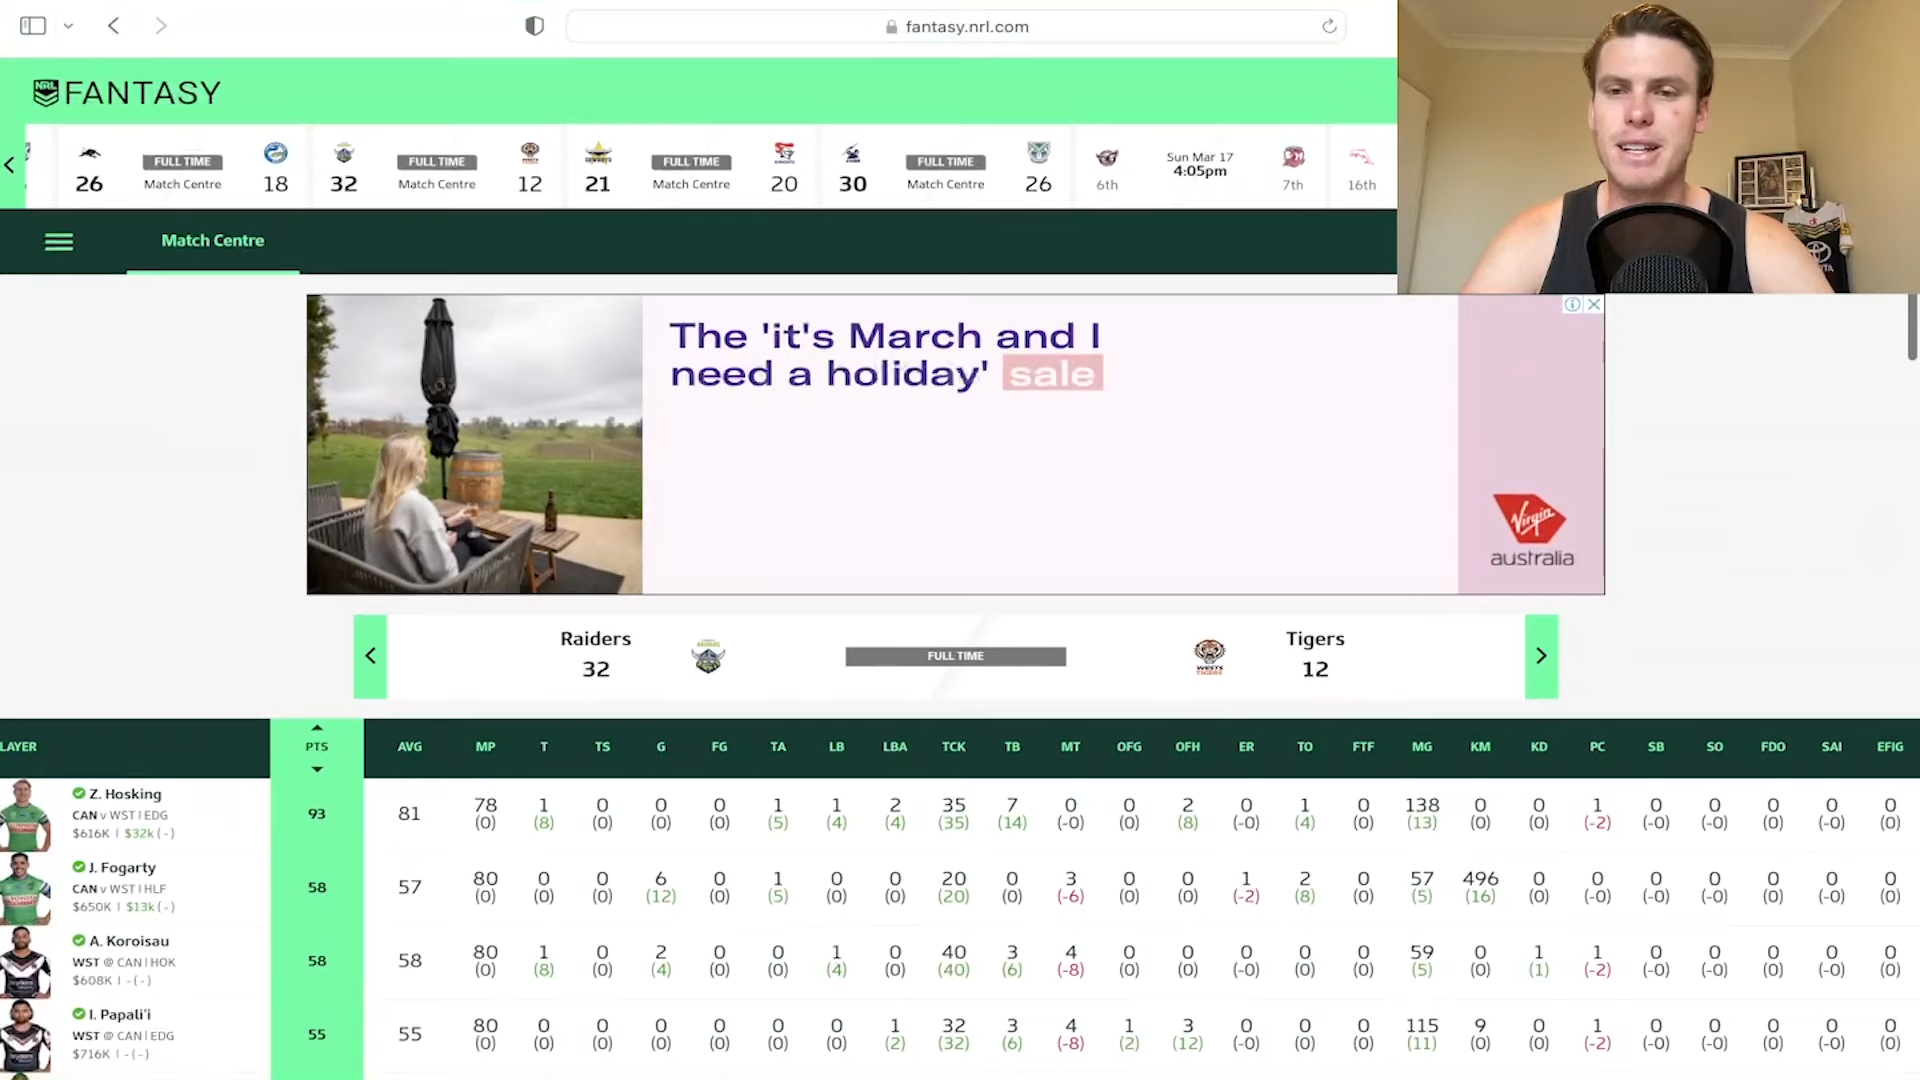 fantasy.nrl.com
NRL FANTASY
26 FULL TIME Match Centre 18
32 FULL TIME Match Centre 12
21 FULL TIME Match Centre 20
30 FULL TIME Match Centre 26
6th Sun Mar 17 4:05pm 7th
16th
Match Centre
The 'it's March and I
need a holiday' sale
Virgin
australia
Raiders
32
FULL TIME
Tigers
12
WESTS
TIGERS
LAYER PTS AVG MP T TS G FG TA LB LBA TCK TB MT OFG OFH ER TO FTF MG KM KD PC SB SO FDO SAI EFIG
Z. Hosking
CAN v WST | EDG
$616K | $32k (-)
93 81 78 1 0 0 0 1 1 2 35 7 0 0 2 0 1 0 138 0 0 1 0 0 0 0 0
(0) (8) (0) (0) (0) (5) (4) (4) (35) (14) (-0) (0) (8) (-0) (4) (0) (13) (0) (0) (-2) (-0) (-0) (0) (-0) (0)
J. Fogarty
CAN v WST | HLF
$650K | $13k (-)
58 57 80 0 0 6 0 1 0 0 20 0 3 0 0 1 2 0 57 496 0 0 0 0 0 0 0
(0) (0) (0) (12) (0) (5) (0) (0) (20) (0) (-6) (0) (0) (-2) (8) (0) (5) (16) (0) (-0) (-0) (-0) (0) (-0) (0)
A. Koroisau
WST @ CAN | HOK
$608K | - (-)
58 58 80 1 0 2 0 0 1 0 40 3 4 0 0 0 0 0 59 0 1 1 0 0 0 0 0
(0) (8) (0) (4) (0) (0) (4) (0) (40) (6) (-8) (0) (0) (-0) (0) (0) (5) (0) (1) (-2) (-0) (-0) (0) (-0) (0)
I. Papali'i
WST @ CAN | EDG
$716K | - (-)
55 55 80 0 0 0 0 0 0 1 32 3 4 1 3 0 0 0 115 9 0 1 0 0 0 0 0
(0) (0) (0) (0) (0) (0) (0) (2) (32) (6) (-8) (2) (12) (-0) (0) (0) (11) (0) (0) (-2) (-0) (-0) (0) (-0) (0)